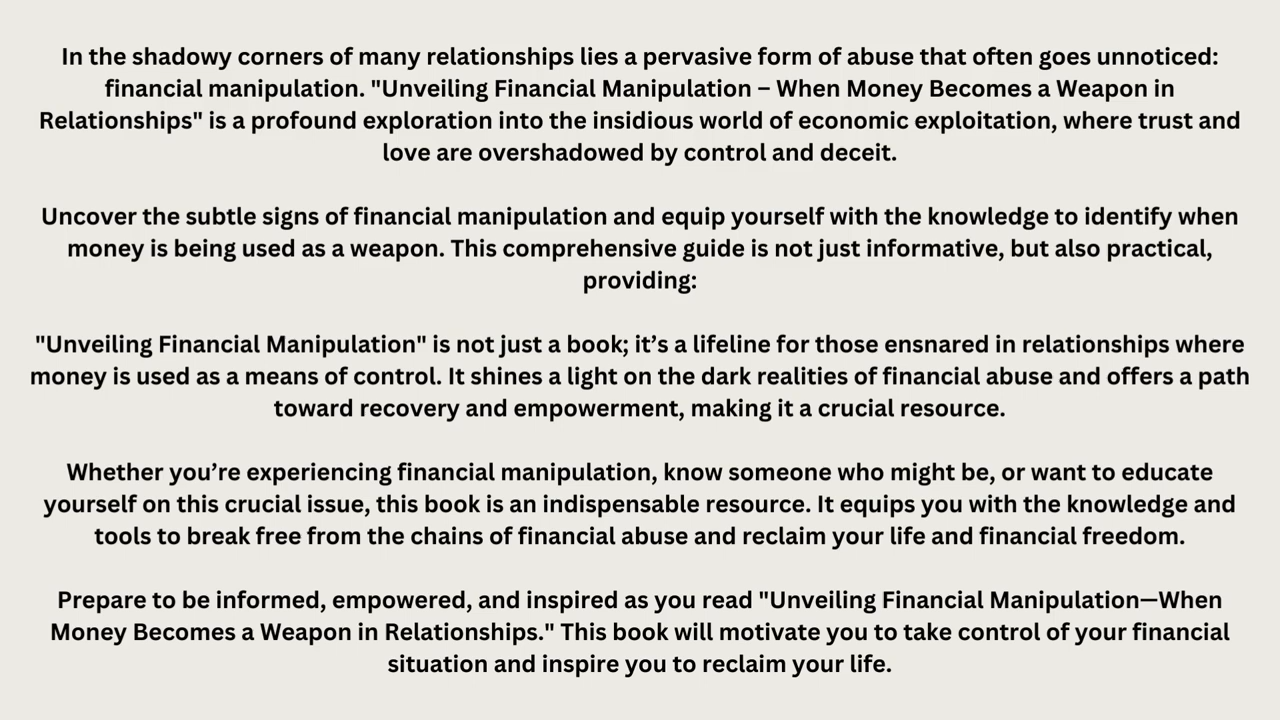 In the shadowy corners of many relationships lies a pervasive form of abuse that often goes unnoticed:
financial manipulation. "Unveiling Financial Manipulation – When Money Becomes a Weapon in
Relationships" is a profound exploration into the insidious world of economic exploitation, where trust and
love are overshadowed by control and deceit.
Uncover the subtle signs of financial manipulation and equip yourself with the knowledge to identify when
money is being used as a weapon. This comprehensive guide is not just informative, but also practical,
providing:
"Unveiling Financial Manipulation" is not just a book; it’s a lifeline for those ensnared in relationships where
money is used as a means of control. It shines a light on the dark realities of financial abuse and offers a path
toward recovery and empowerment, making it a crucial resource.
Whether you’re experiencing financial manipulation, know someone who might be, or want to educate
yourself on this crucial issue, this book is an indispensable resource. It equips you with the knowledge and
tools to break free from the chains of financial abuse and reclaim your life and financial freedom.
Prepare to be informed, empowered, and inspired as you read "Unveiling Financial Manipulation—When
Money Becomes a Weapon in Relationships." This book will motivate you to take control of your financial
situation and inspire you to reclaim your life.